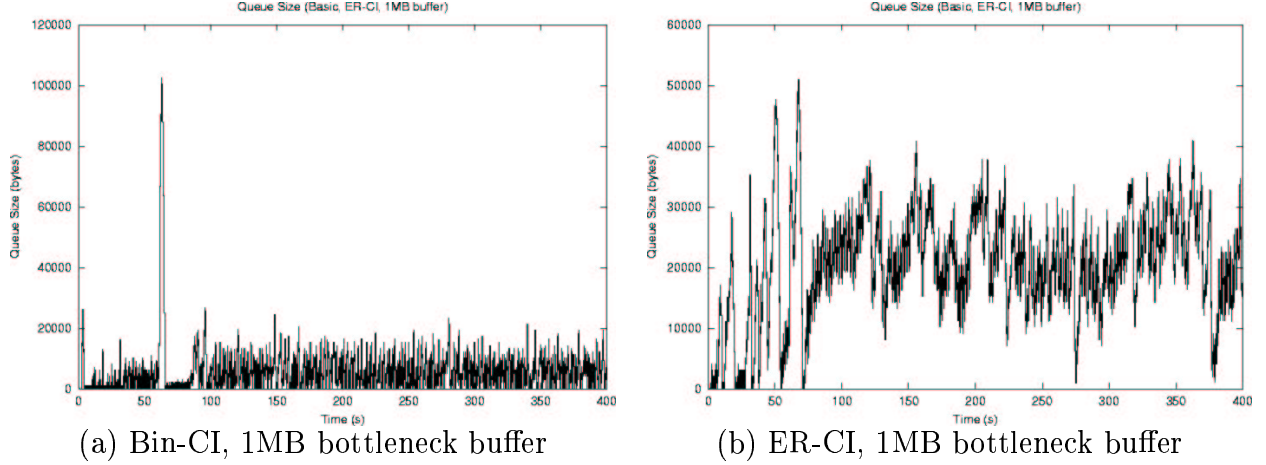 Queue Size (Basic, ER-CI, 1MB buffer)
120000
100000
80000
60000
40000
20000
0
Queue Size (bytes)
0 50 100 150 200 250 300 350 400
Time (s)
(a) Bin-CI, 1MB bottleneck buffer
Queue Size (Basic, ER-CI, 1MB buffer)
60000
50000
40000
30000
20000
10000
0
Queue Size (bytes)
0 50 100 150 200 250 300 350 400
Time (s)
(b) ER-CI, 1MB bottleneck buffer